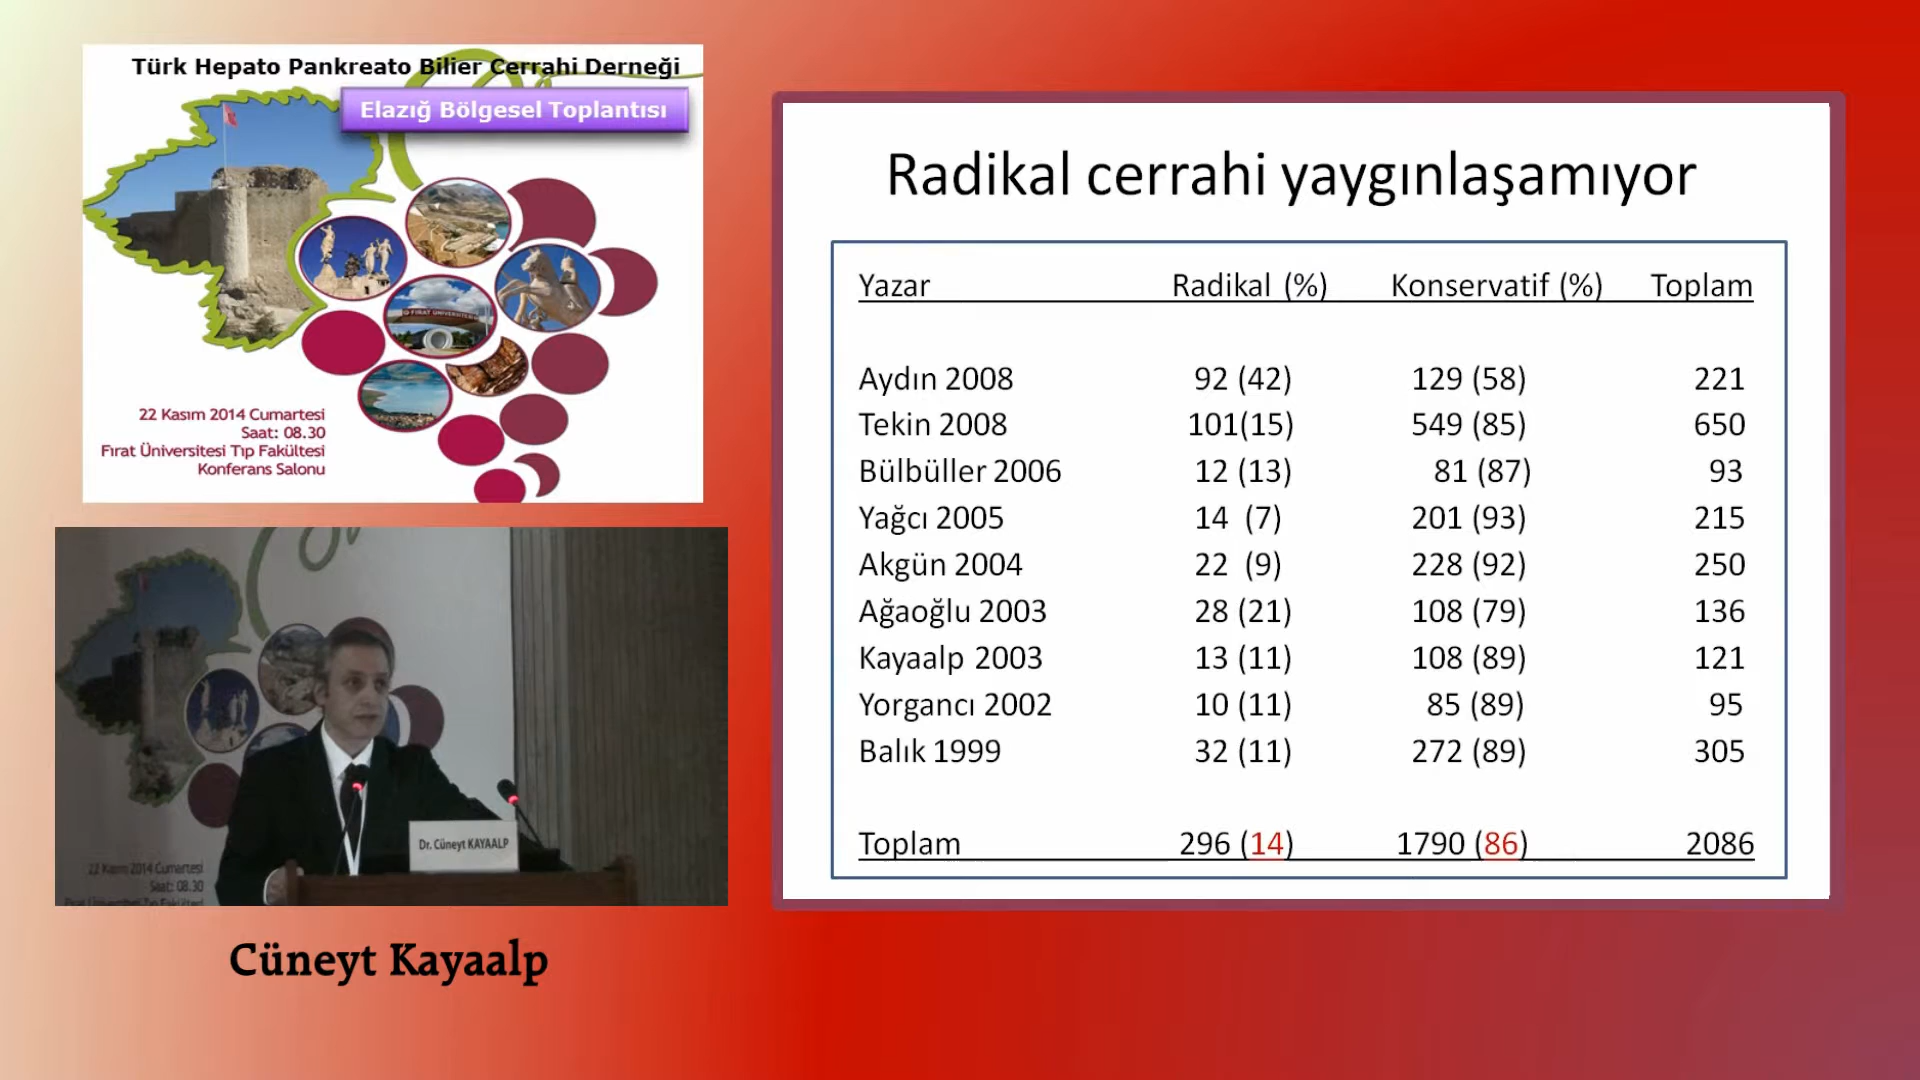 Türk Hepato Pankreato Bilier Cerrahi Derneği
Elazığ Bölgesel Toplantısı
FIRAT ÜNİVERSİTESİ
22 Kasım 2014 Cumartesi
Saat: 08.30
Fırat Üniversitesi Tıp Fakültesi
Konferans Salonu
Radikal cerrahi yaygınlaşamıyor
Yazar Radikal (%) Konservatif (%) Toplam
Aydın 2008 92 (42) 129 (58) 221
Tekin 2008 101(15) 549 (85) 650
Bülbüller 2006 12 (13) 81 (87) 93
Yağcı 2005 14 (7) 201 (93) 215
Akgün 2004 22 (9) 228 (92) 250
Ağaoğlu 2003 28 (21) 108 (79) 136
Kayaalp 2003 13 (11) 108 (89) 121
Yorgancı 2002 10 (11) 85 (89) 95
Balık 1999 32 (11) 272 (89) 305
Toplam 296 (14) 1790 (86) 2086
Dr. Cüneyt KAYAALP
22 Kasım 2014 Cumartesi
Saat: 08.30
Cüneyt Kayaalp